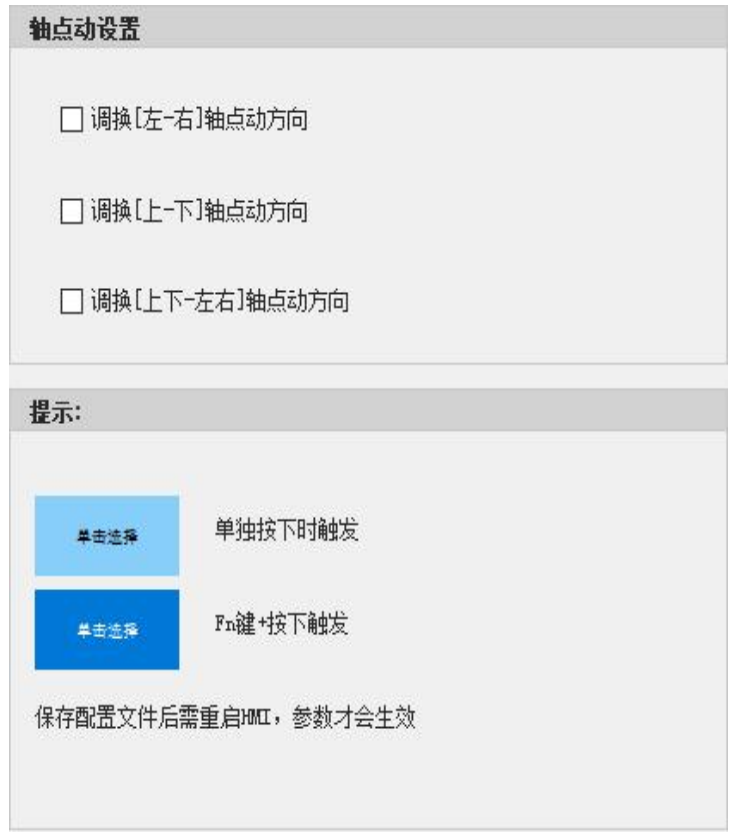 轴点动设置
调换[左-右]轴点动方向
调换[上-下]轴点动方向
调换[上下-左右]轴点动方向
提示:
单击选择 单独按下时触发
单击选择 Fn键+按下触发
保存配置文件后需重启HMI，参数才会生效